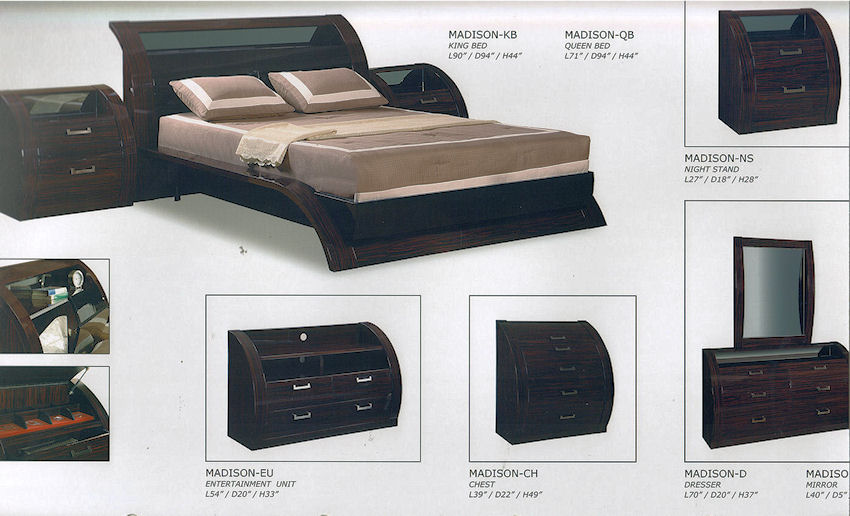 MADISON-KB
KING BED
L90” / D94” / H44”
MADISON-QB
QUEEN BED
L71” / D94” / H44”
MADISON-NS
NIGHT STAND
L27” / D18” / H28”
MADISON-EU
ENTERTAINMENT UNIT
L54” / D20” / H33”
MADISON-CH
CHEST
L39” / D22” / H49”
MADISON-D
DRESSER
L70” / D20” / H37”
MADISO
MIRROR
L40” / D5”